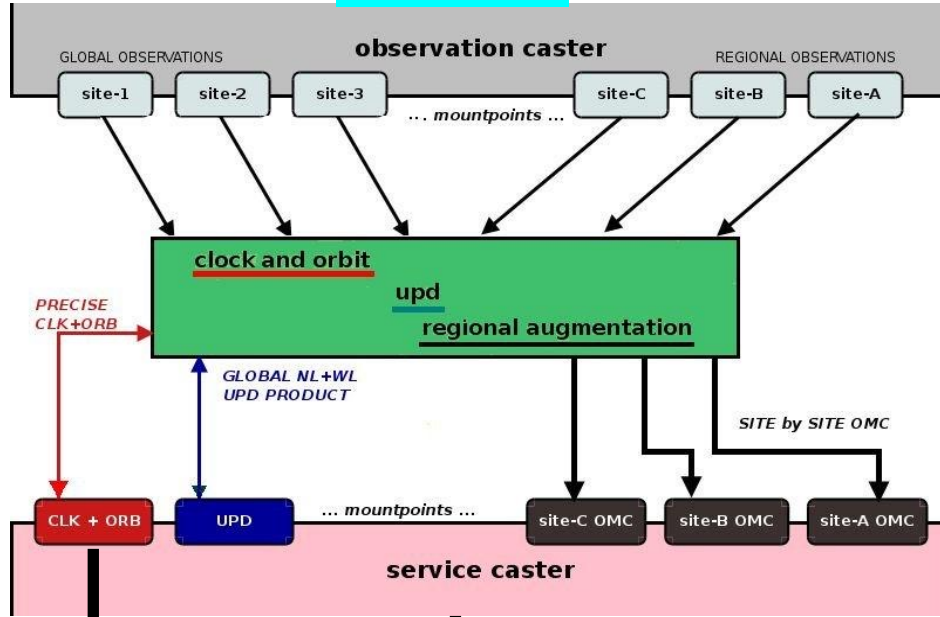 observation caster
GLOBAL OBSERVATIONS
REGIONAL OBSERVATIONS
site-1
site-2
site-3
site-C
site-B
site-A
... mountpoints ...
clock and orbit
upd
regional augmentation
PRECISE
CLK+ORB
GLOBAL NL+WL
UPD PRODUCT
SITE by SITE OMC
CLK + ORB
UPD
... mountpoints ...
site-C OMC
site-B OMC
site-A OMC
service caster